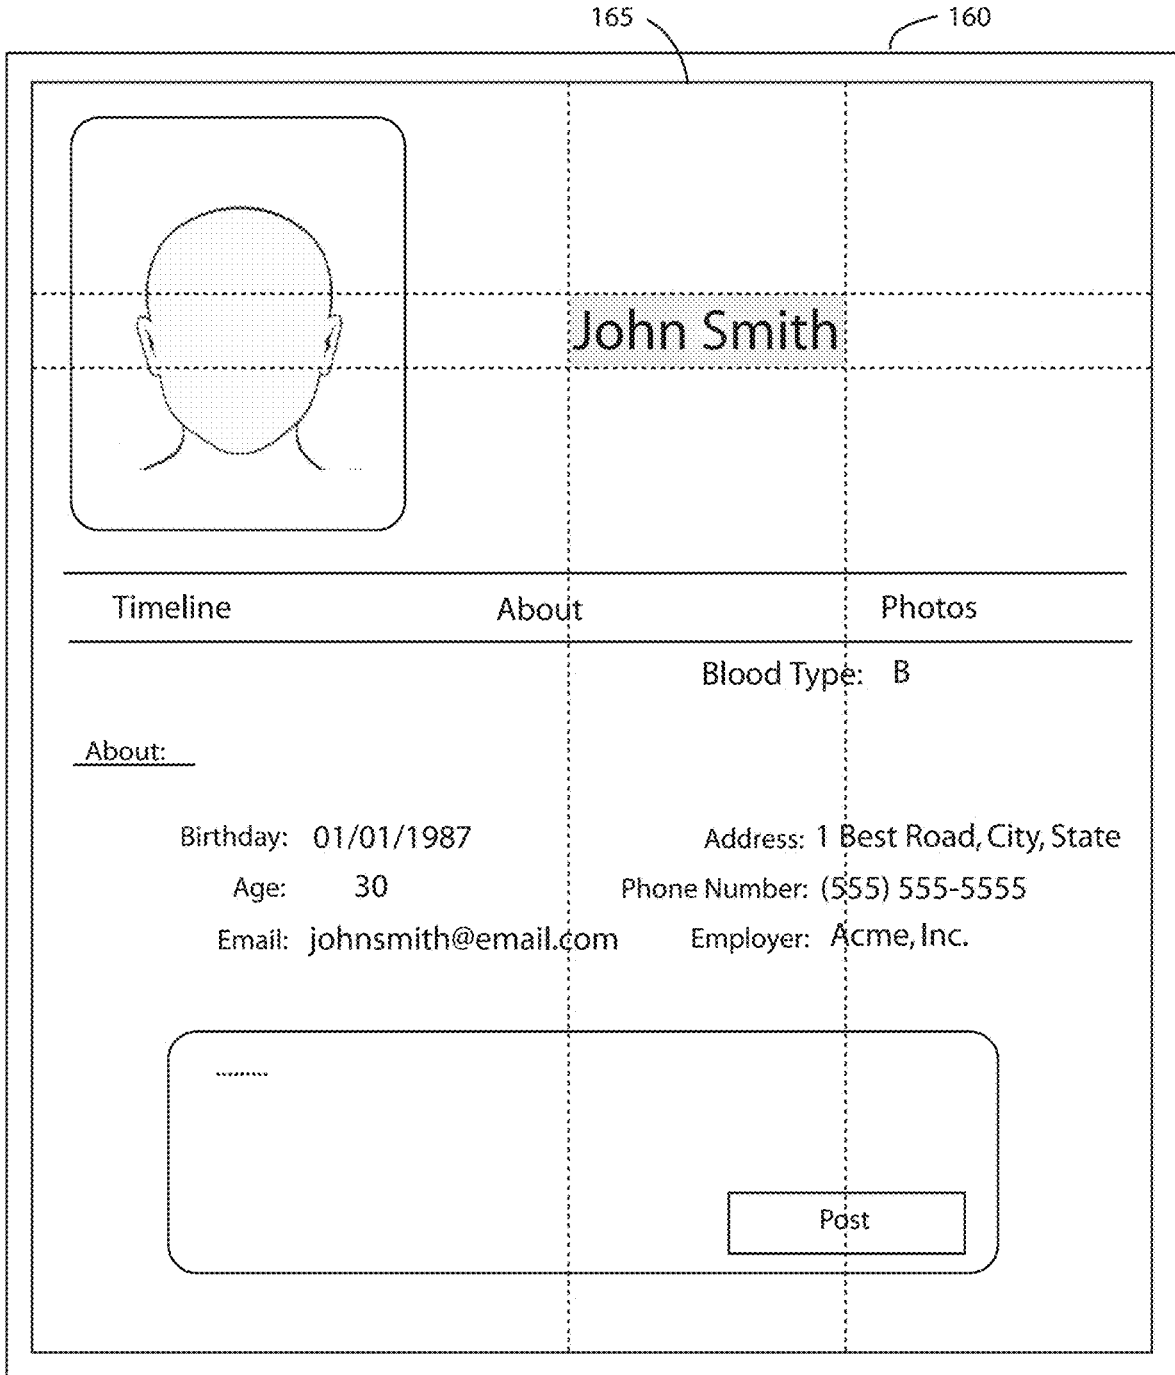 165 160
John Smith
Timeline About Photos
Blood Type: B
About:
Birthday: 01/01/1987 Address: 1 Best Road, City, State
Age: 30 Phone Number: (555) 555-5555
Email: johnsmith@email.com Employer: Acme, Inc.
Post